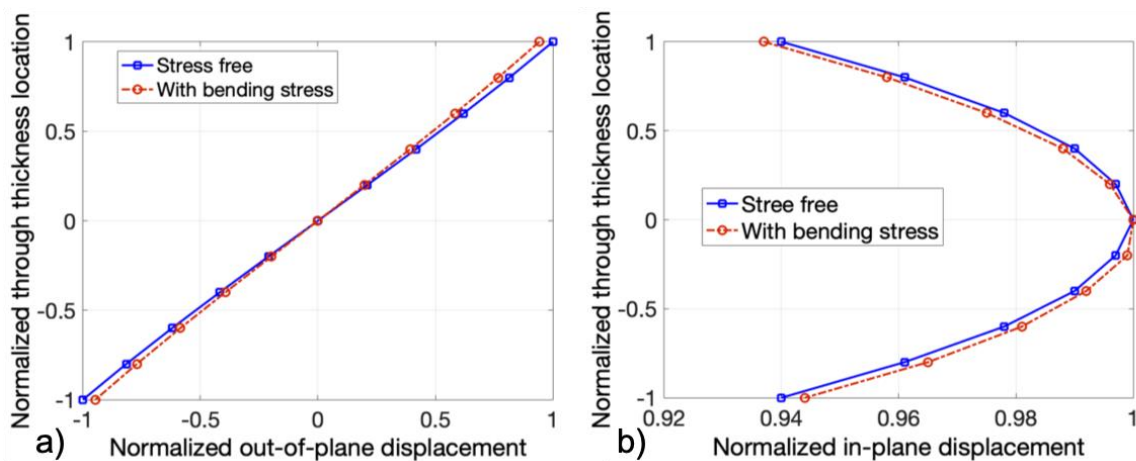 Normalized through thickness location
1
0.5
0
-0.5
-1
-1
-0.5
0
0.5
1
Stress free
With bending stress
a)
Normalized out-of-plane displacement
Normalized through thickness location
1
0.5
0
-0.5
-1
0.92
0.94
0.96
0.98
1
Stree free
With bending stress
b)
Normalized in-plane displacement